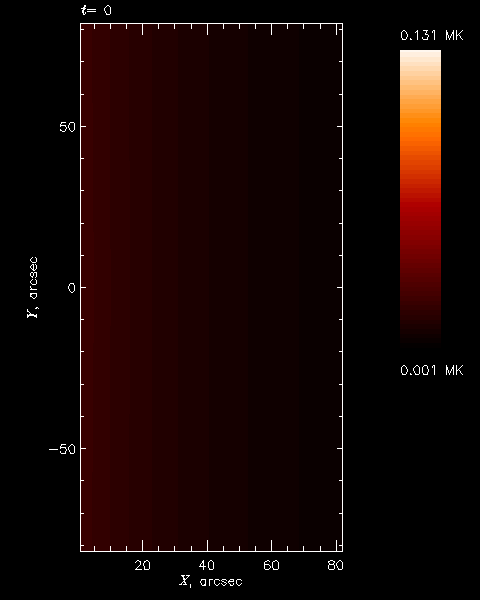 t= 0
0.131 MK
50
0
Y, arcsec
0.001 MK
−50
20 40 60 80
X, arcsec